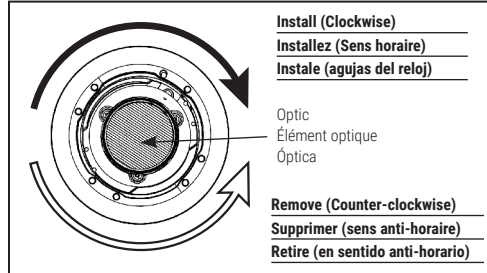 Install (Clockwise)
Installez (Sens horaire)
Instale (agujas del reloj)
Optic
Élément optique
Óptica
Remove (Counter-clockwise)
Supprimer (sens anti-horaire)
Retire (en sentido anti-horario)